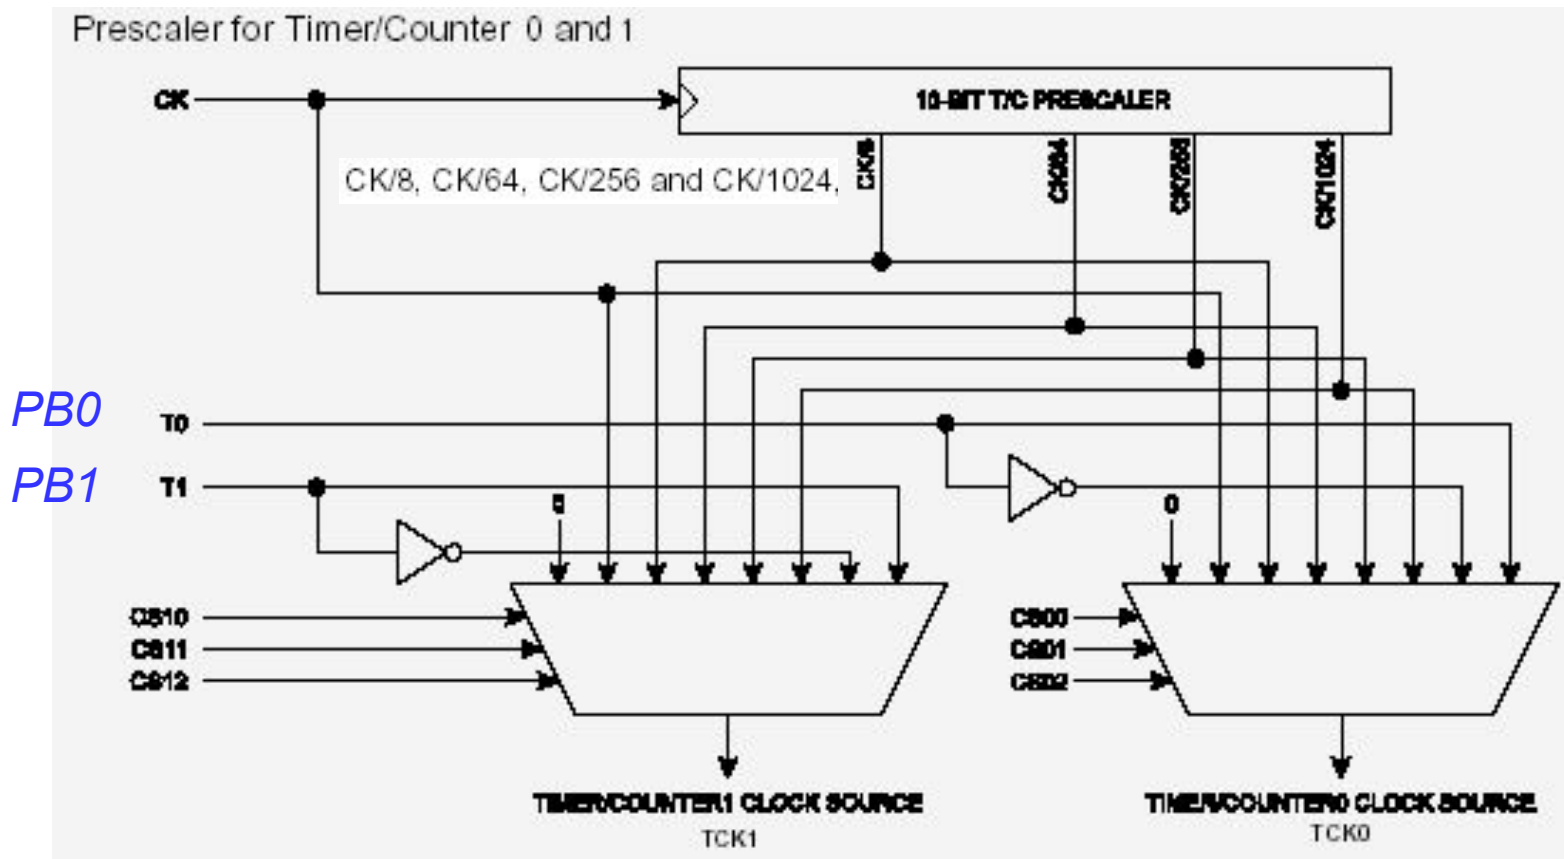 Prescaler for Timer/Counter 0 and 1
CK
10-BIT T/C PRESCALER
CK/8, CK/64, CK/256 and CK/1024,
CK/8
CK/64
CK/256
CK/1024
PB0
T0
PB1
T1
0
0
CS10
CS11
CS12
CS00
CS01
CS02
TIMER/COUNTER1 CLOCK SOURCE
TCK1
TIMER/COUNTER0 CLOCK SOURCE
TCK0